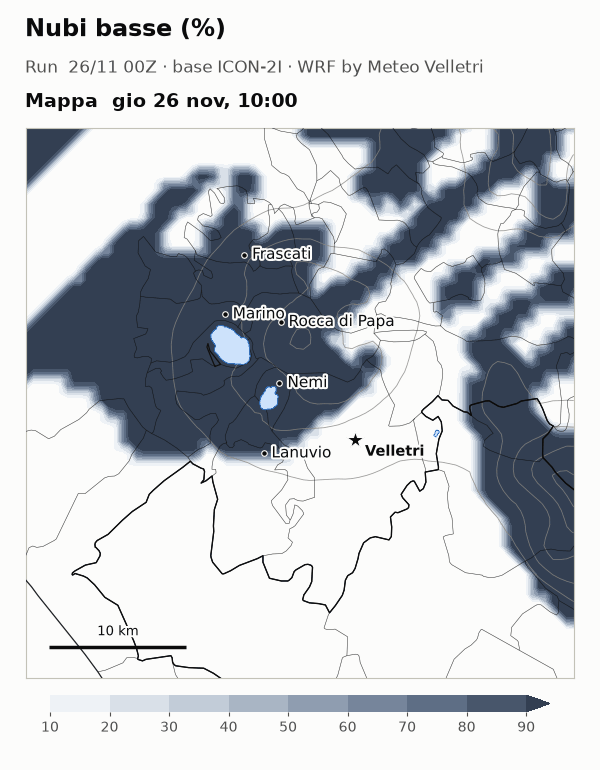 Nubi basse (%)
Run  26/11 00Z · base ICON-2I · WRF by Meteo Velletri
Mappa  gio 26 nov, 10:00
Frascati
Marino
Rocca di Papa
Nemi
Velletri
Lanuvio
10 km
10 20 30 40 50 60 70 80 90